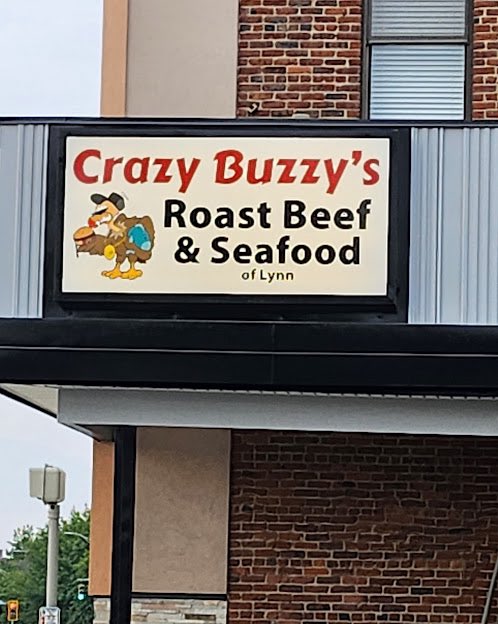 Crazy Buzzy's
Roast Beef
& Seafood
of Lynn